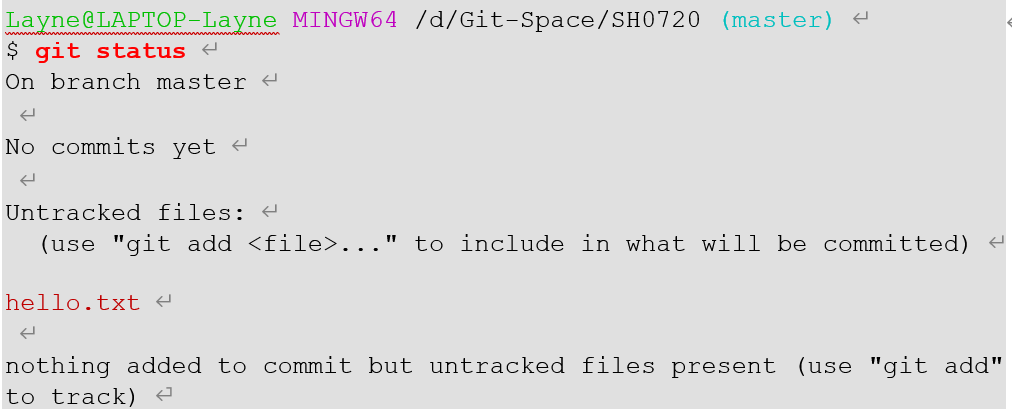 Layne@LAPTOP-Layne MINGW64 /d/Git-Space/SH0720 (master)
$ git status
On branch master
No commits yet
Untracked files:
  (use "git add <file>..." to include in what will be committed)
hello.txt
nothing added to commit but untracked files present (use "git add"
to track)